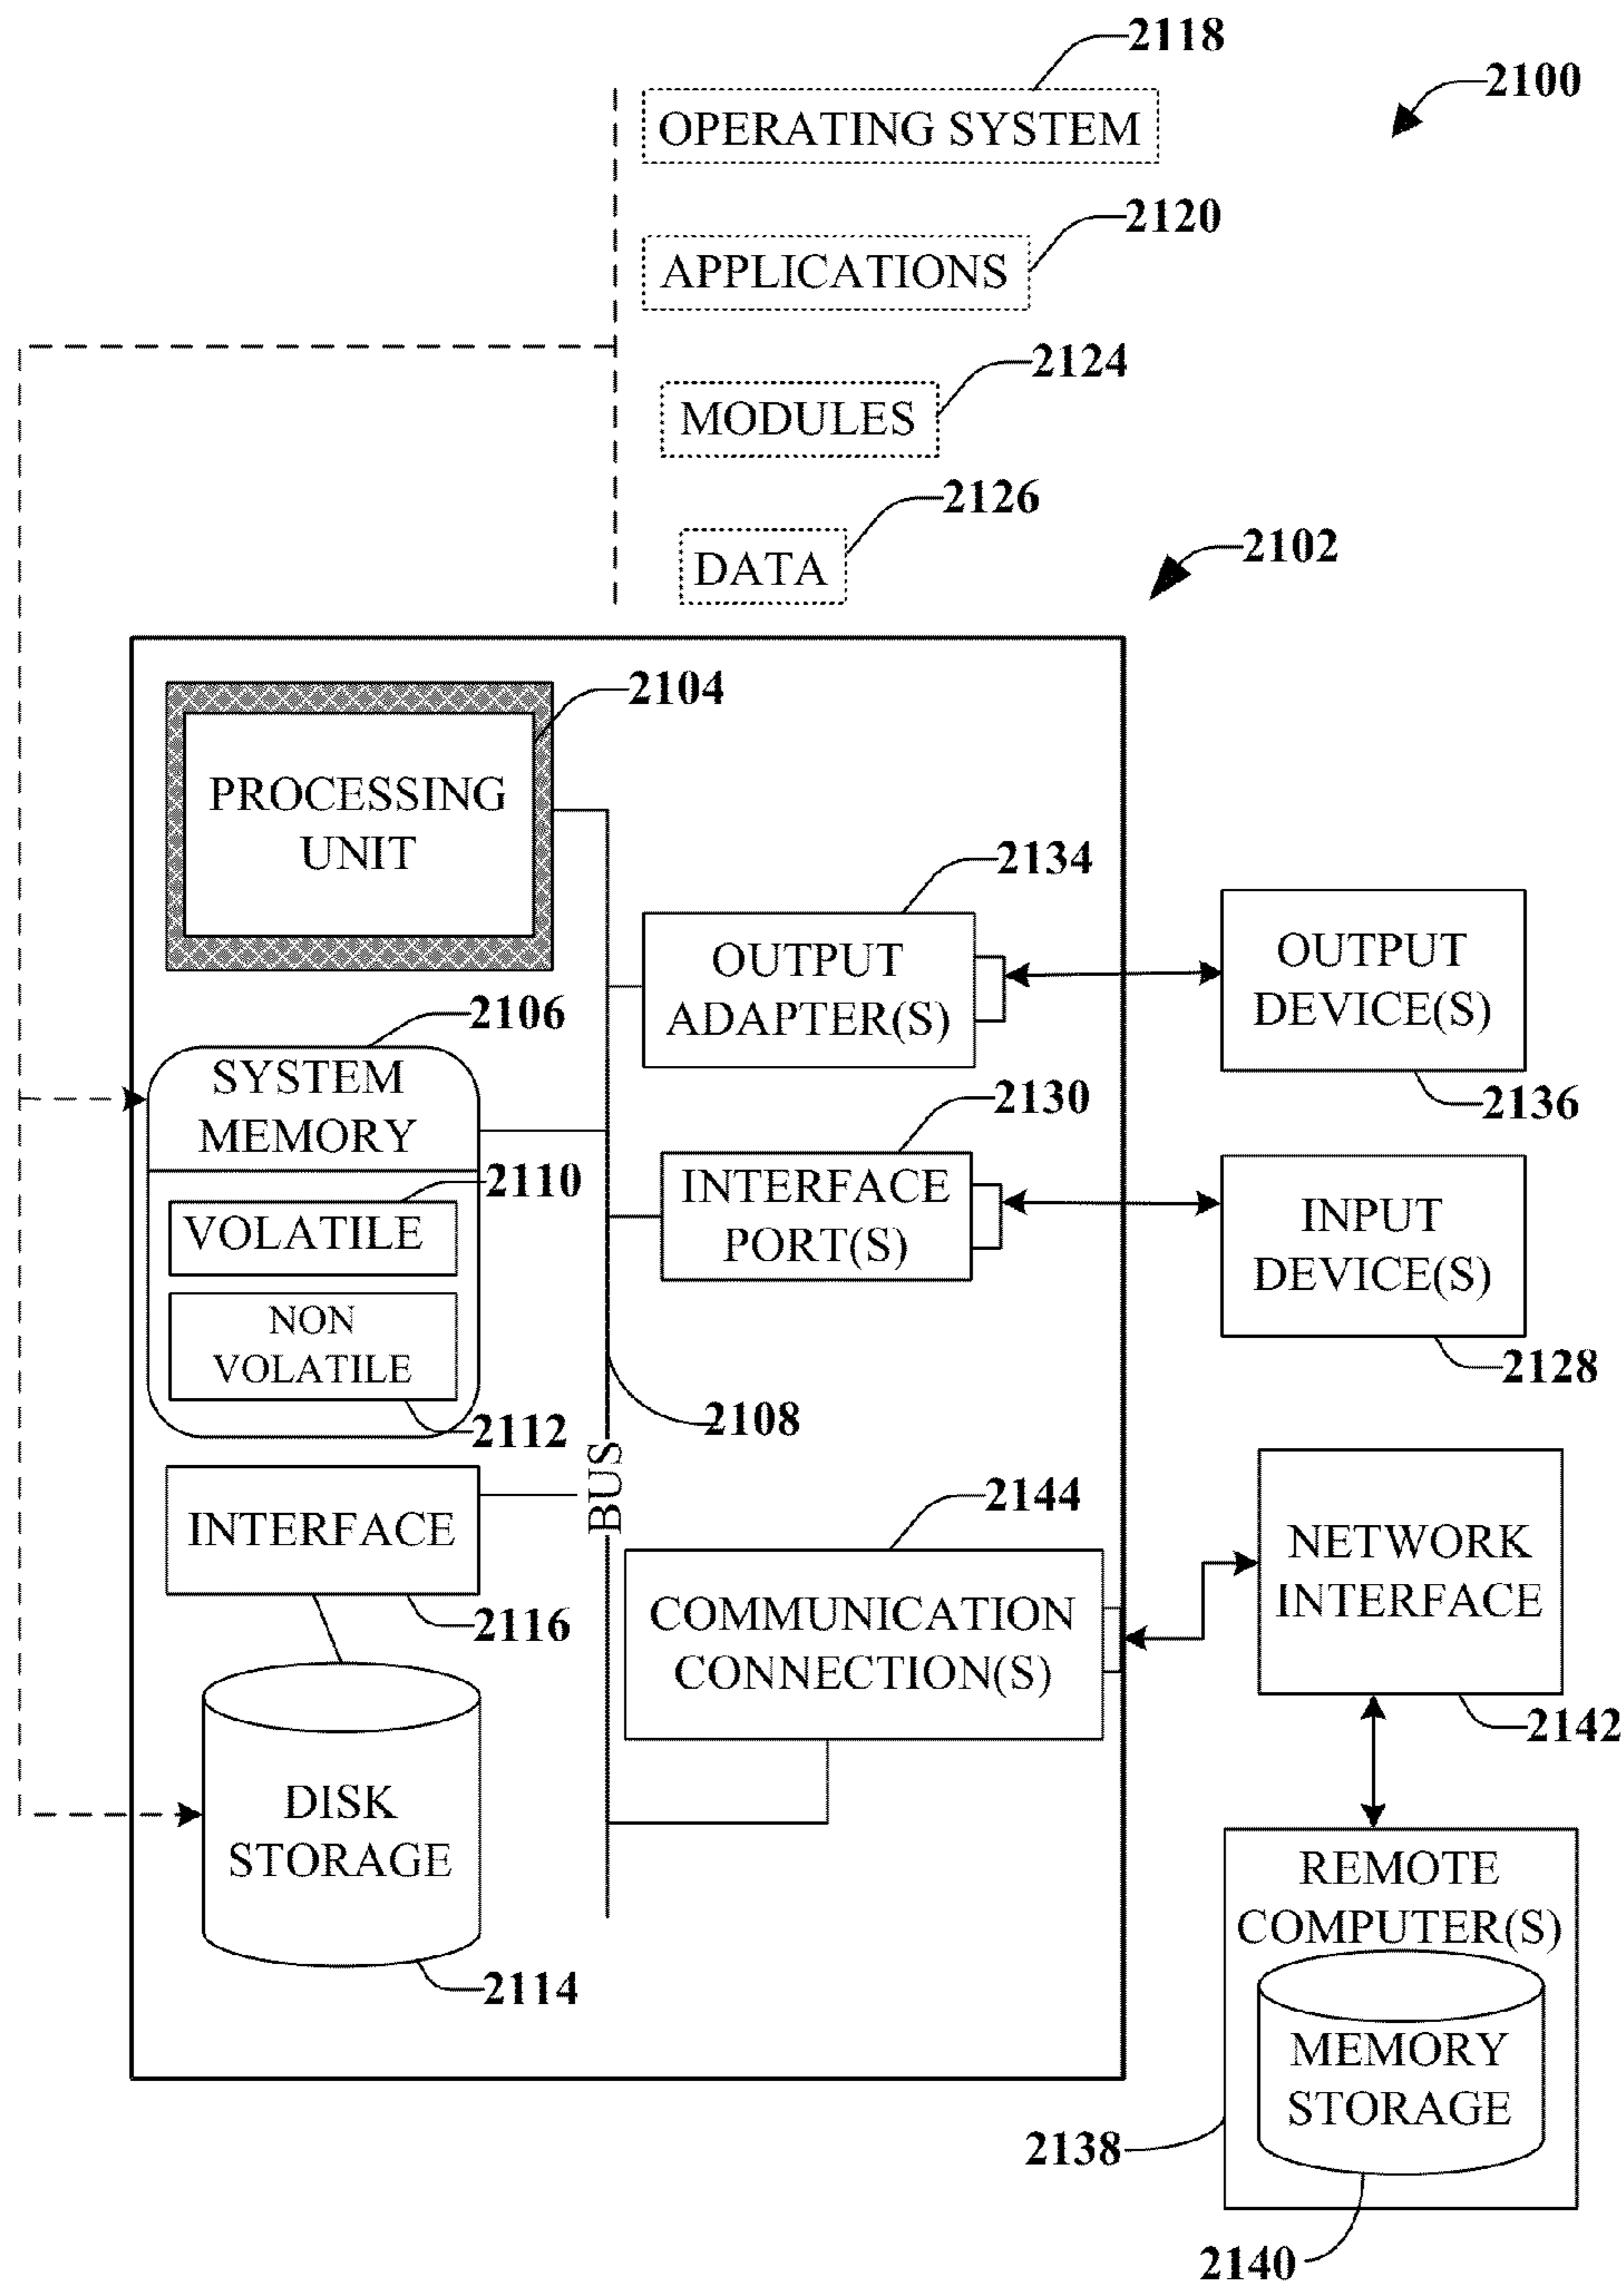 2118
2100
OPERATING SYSTEM
2120
APPLICATIONS
2124
MODULES
2126
DATA
2102
2104
PROCESSING
UNIT
2134
OUTPUT
ADAPTER(S)
OUTPUT
DEVICE(S)
2136
2106
SYSTEM
MEMORY
2130
INTERFACE
PORT(S)
INPUT
DEVICE(S)
2128
2110
VOLATILE
NON
VOLATILE
2112
2108
BUS
INTERFACE
2116
2144
COMMUNICATION
CONNECTION(S)
NETWORK
INTERFACE
2142
DISK
STORAGE
2114
REMOTE
COMPUTER(S)
MEMORY
STORAGE
2138
2140